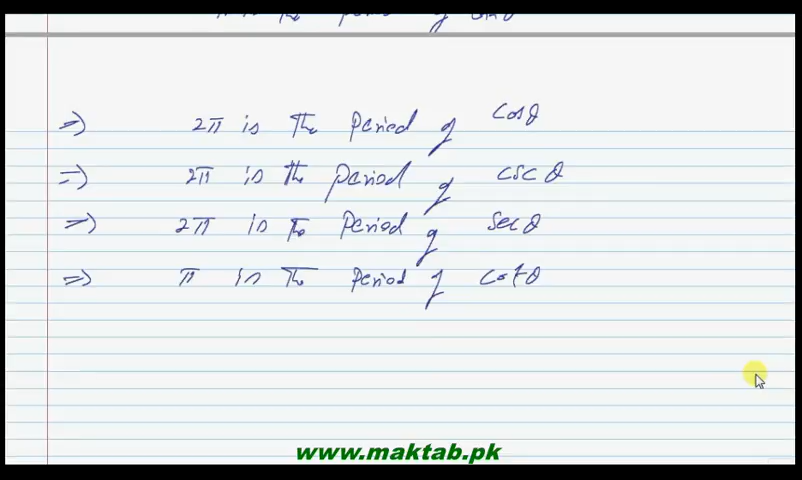 ⇒ 2π is the period of cosθ
⇒ 2π is the period of cscθ
⇒ 2π is the period of secθ
⇒ π is the period of cotθ
www.maktab.pk